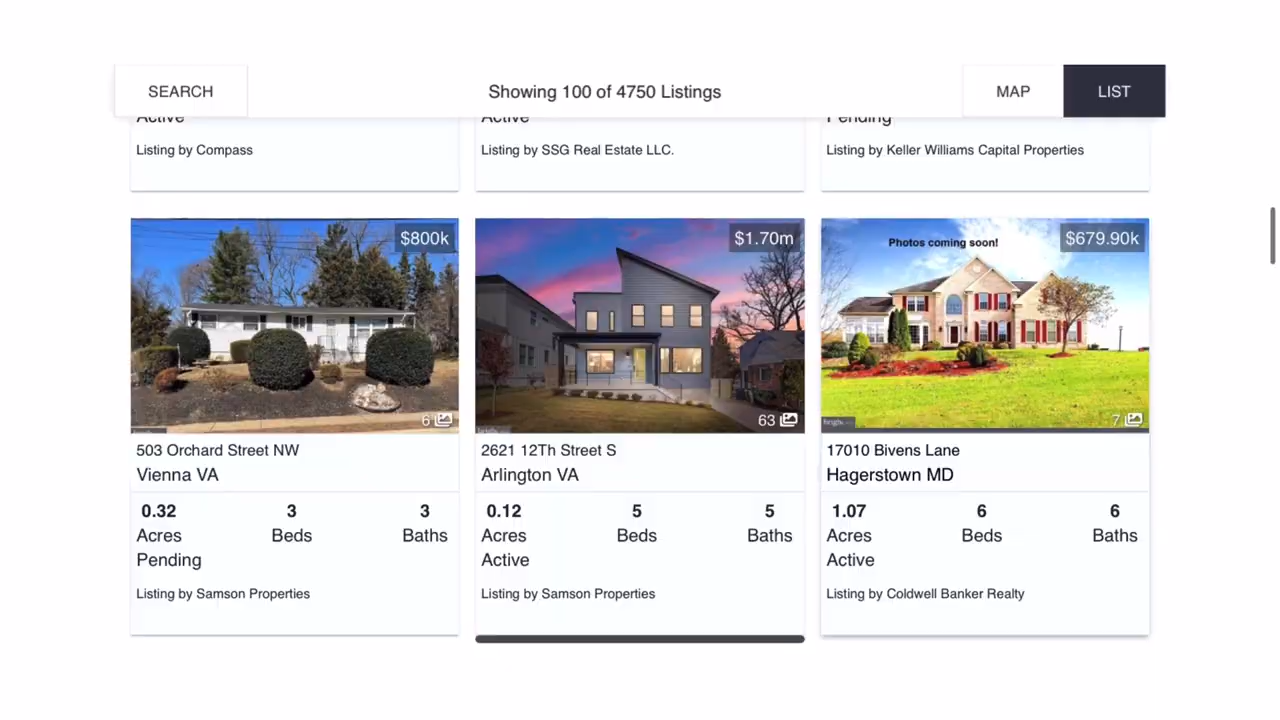 SEARCH
Showing 100 of 4750 Listings
MAP
LIST
Active
Active
Pending
Listing by Compass
Listing by SSG Real Estate LLC.
Listing by Keller Williams Capital Properties
$800k
6
503 Orchard Street NW
Vienna VA
0.32
3
3
Acres
Beds
Baths
Pending
Listing by Samson Properties
$1.70m
63
2621 12Th Street S
Arlington VA
0.12
5
5
Acres
Beds
Baths
Active
Listing by Samson Properties
Photos coming soon!
$679.90k
7
17010 Bivens Lane
Hagerstown MD
1.07
6
6
Acres
Beds
Baths
Active
Listing by Coldwell Banker Realty